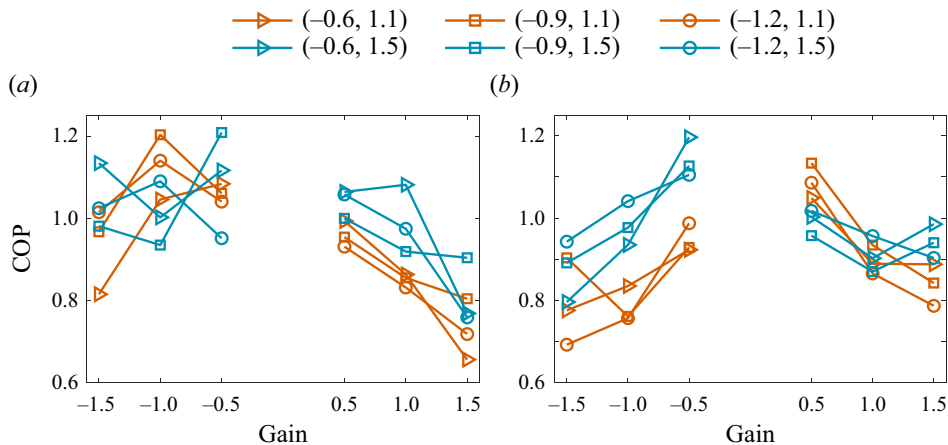 (–0.6, 1.1) (–0.9, 1.1) (–1.2, 1.1)
(–0.6, 1.5) (–0.9, 1.5) (–1.2, 1.5)
(a) (b)
1.2 1.2
1.0 1.0
COP
0.8 0.8
0.6 0.6
–1.5 –1.0 –0.5 0.5 1.0 1.5 –1.5 –1.0 –0.5 0.5 1.0 1.5
Gain Gain